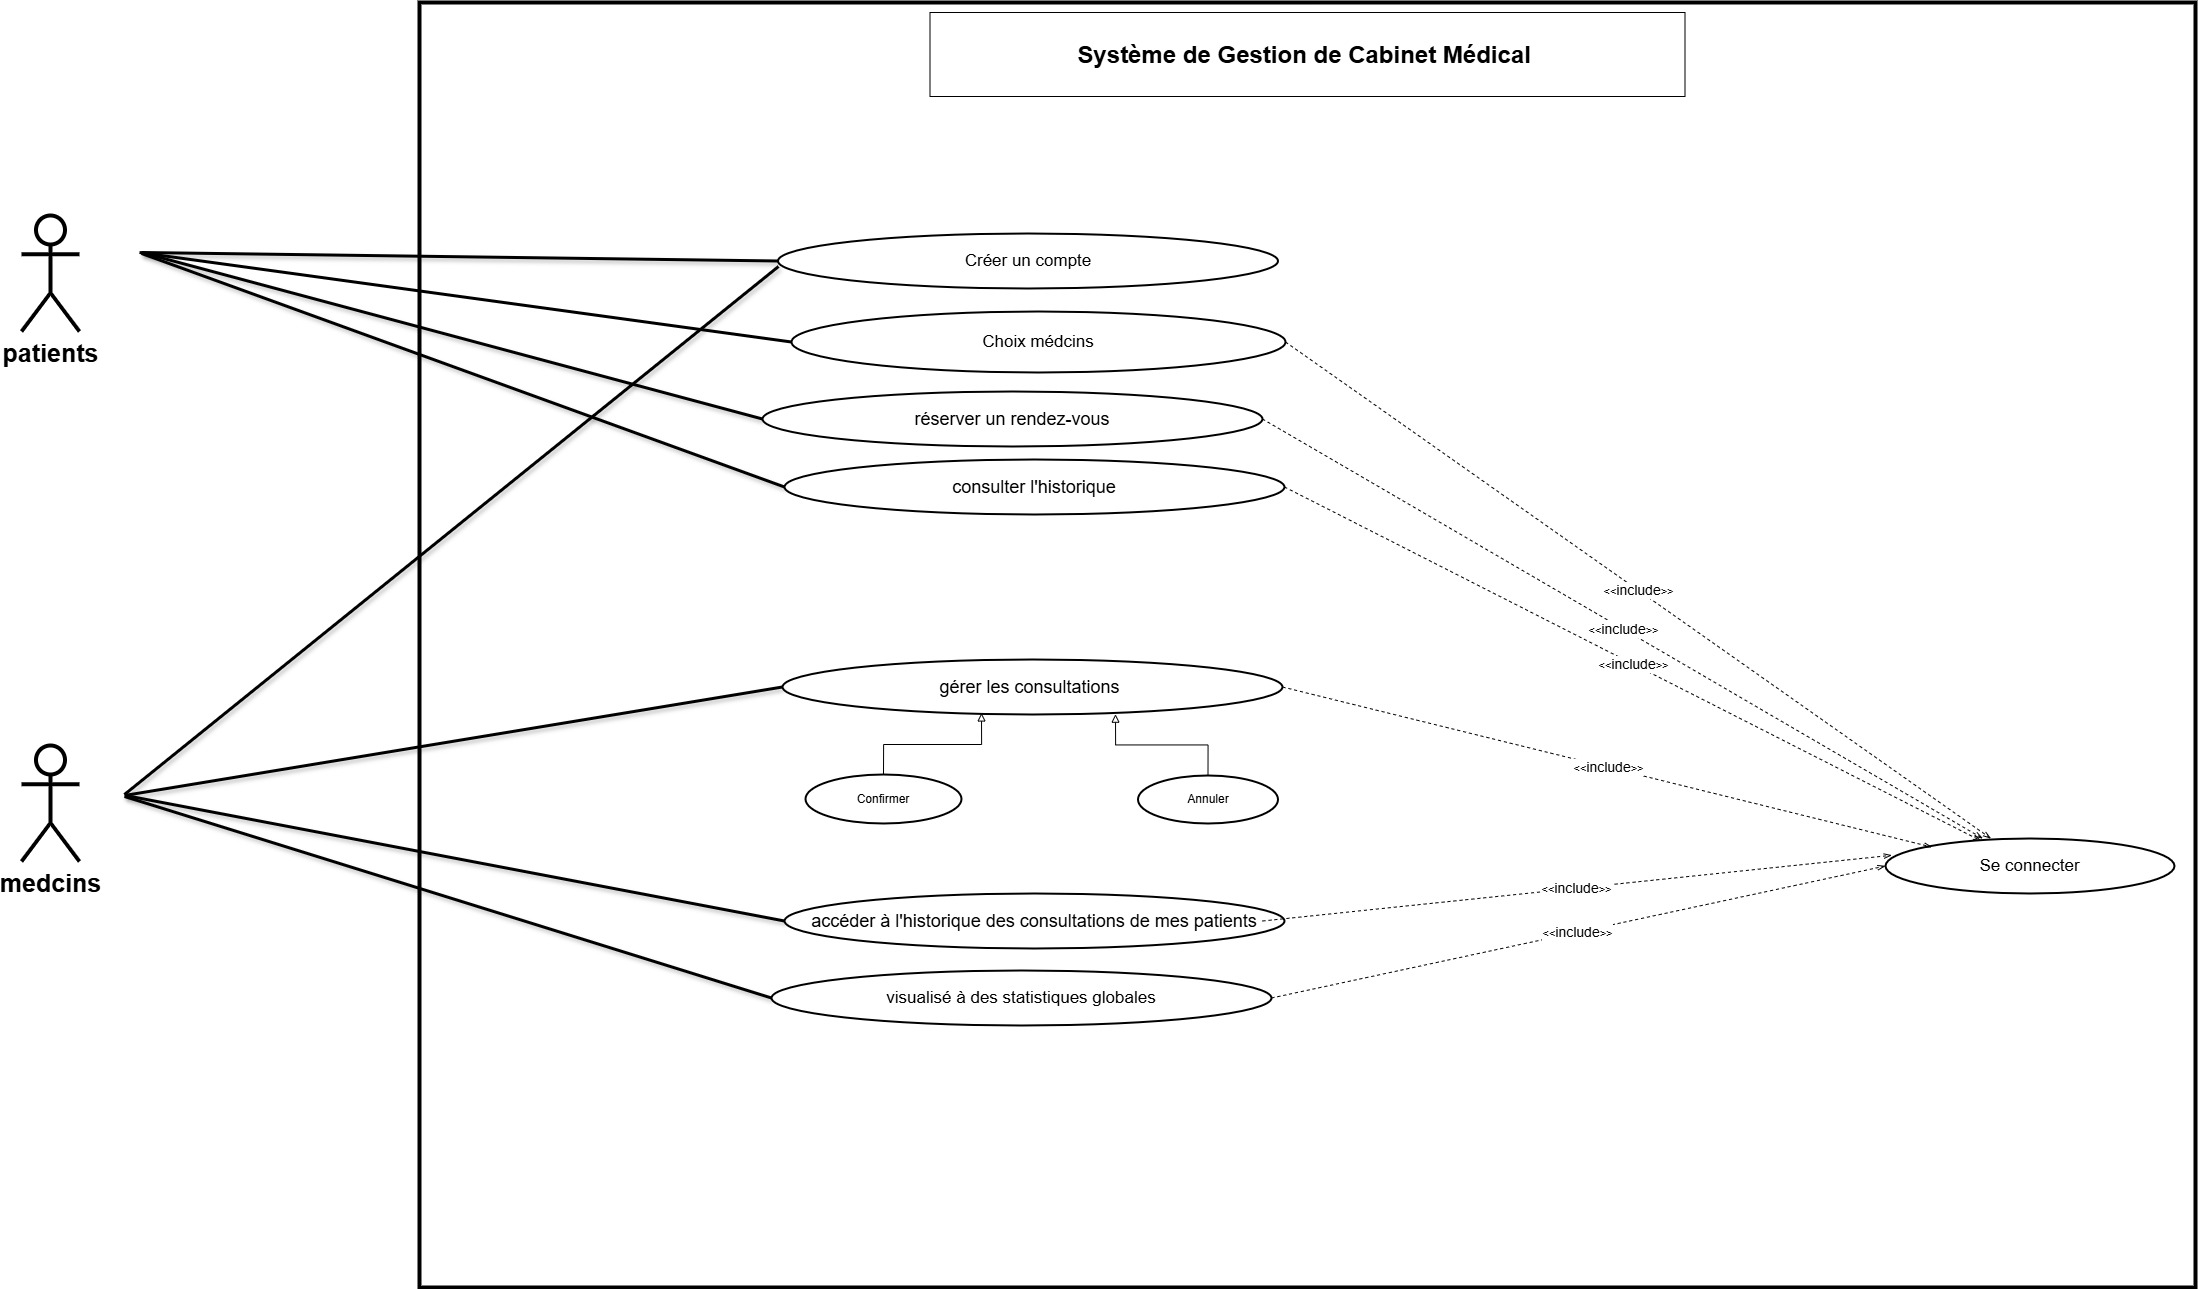 Système de Gestion de Cabinet Médical
patients
Créer un compte
Choix médcins
réserver un rendez-vous
consulter l'historique
<<include>>
<<include>>
<<include>>
gérer les consultations
<<include>>
Confirmer
Annuler
medcins
Se connecter
<<include>>
accéder à l'historique des consultations de mes patients
<<include>>
visualisé à des statistiques globales